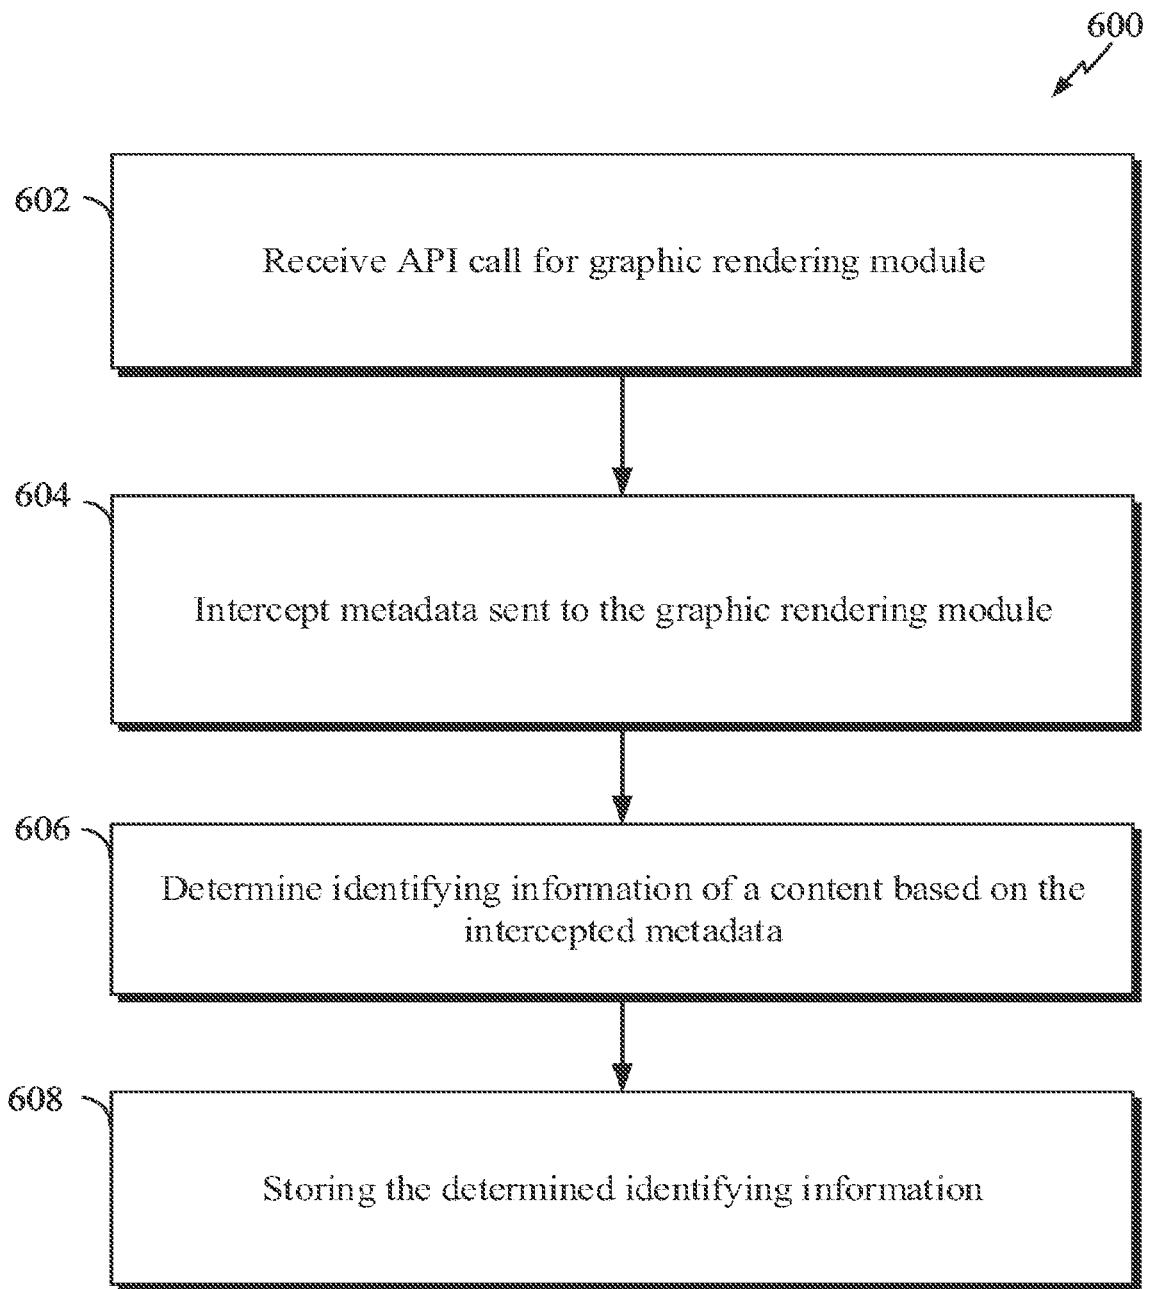 600
602
Receive API call for graphic rendering module
604
Intercept metadata sent to the graphic rendering module
606
Determine identifying information of a content based on the
intercepted metadata
608
Storing the determined identifying information